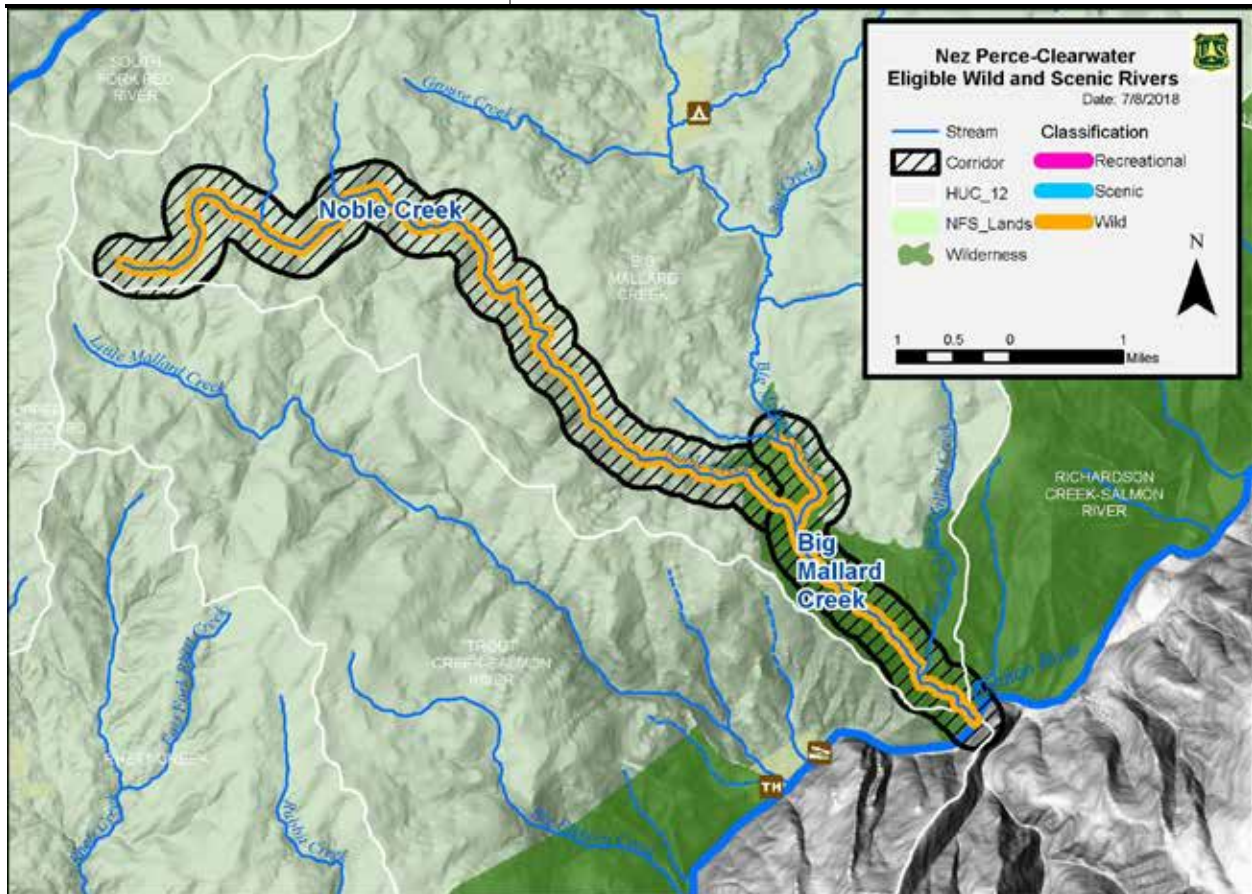 Nez Perce-Clearwater
Eligible Wild and Scenic Rivers
Date: 7/8/2018
Stream
Classification
Corridor
Recreational
HUC_12
Scenic
NFS_Lands
Wild
Wilderness
N
1 0.5 0 1
Miles
SOUTH
FORK RED
RIVER
Grouse Creek
Noble Creek
BIG
MALLARD
CREEK
Little Mallard Creek
Big
RICHARDSON
CREEK-SALMON
RIVER
Big
Mallard
Creek
TROUT
CREEK-SALMON
RIVER
Salmon River
TH